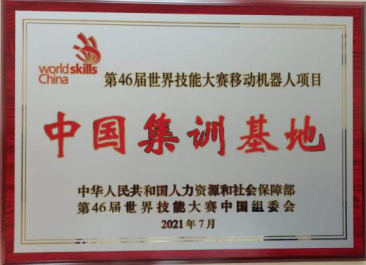 worldskills
China
第46届世界技能大赛移动机器人项目
中国集训基地
中华人民共和国人力资源和社会保障部
第46届世界技能大赛中国组委会
2021年7月